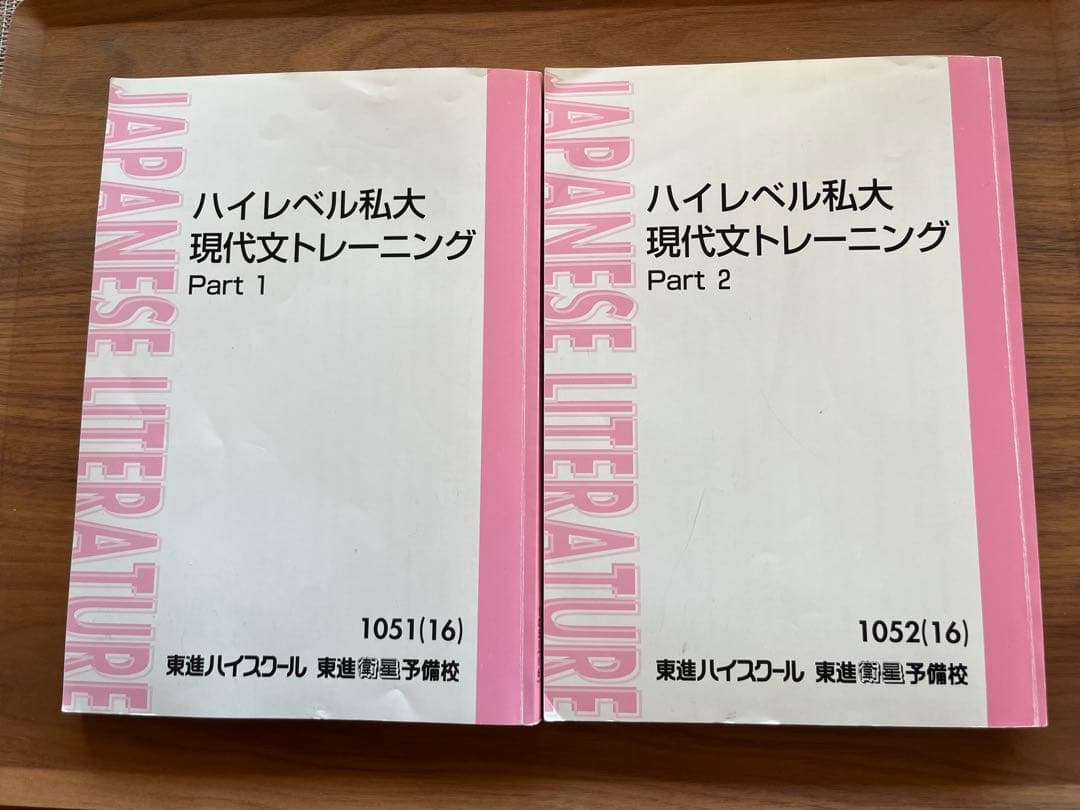 JAPANESE LITERATURE
ハイレベル私大
現代文トレーニング
Part 1
1051(16)
東進ハイスクール 東進衛星予備校
JAPANESE LITERATURE
ハイレベル私大
現代文トレーニング
Part 2
1052(16)
東進ハイスクール 東進衛星予備校